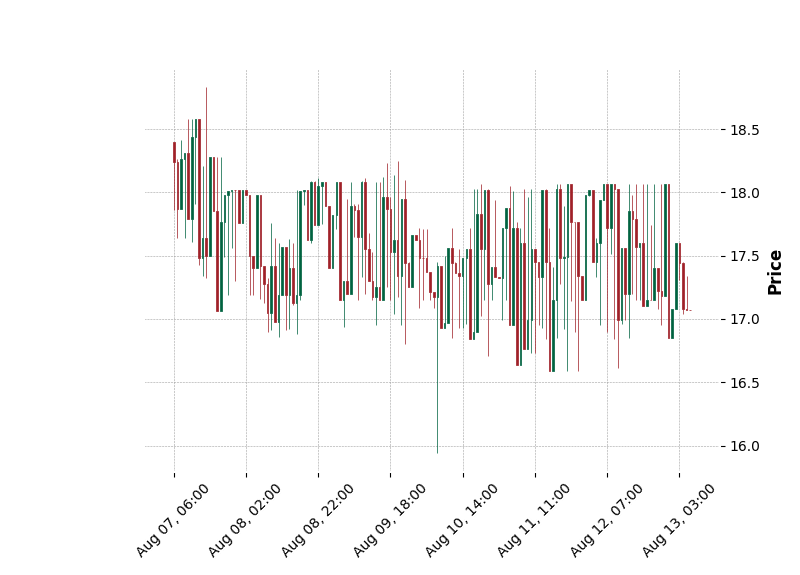 18.5
18.0
17.5
17.0
16.5
16.0
Price
Aug 07, 06:00
Aug 08, 02:00
Aug 08, 22:00
Aug 09, 18:00
Aug 10, 14:00
Aug 11, 11:00
Aug 12, 07:00
Aug 13, 03:00